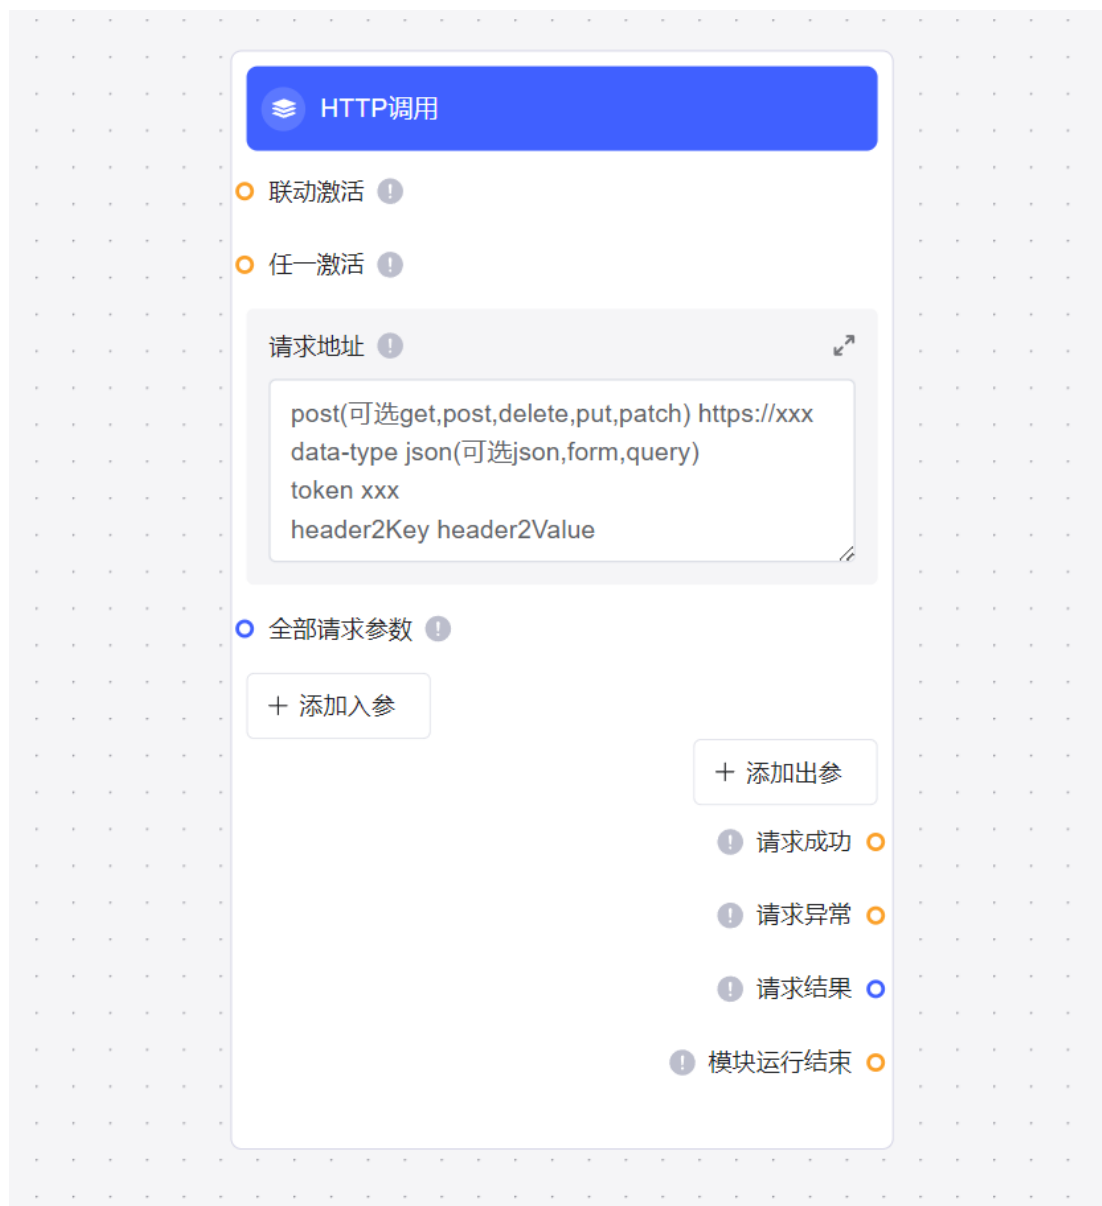 HTTP调用
联动激活
任一激活
请求地址
post(可选get,post,delete,put,patch) https://xxx
data-type json(可选json,form,query)
token xxx
header2Key header2Value
全部请求参数
+ 添加入参
+ 添加出参
请求成功
请求异常
请求结果
模块运行结束